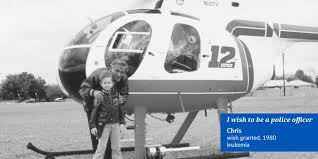 12
I wish to be a police officer
Chris
wish granted, 1980
leukemia